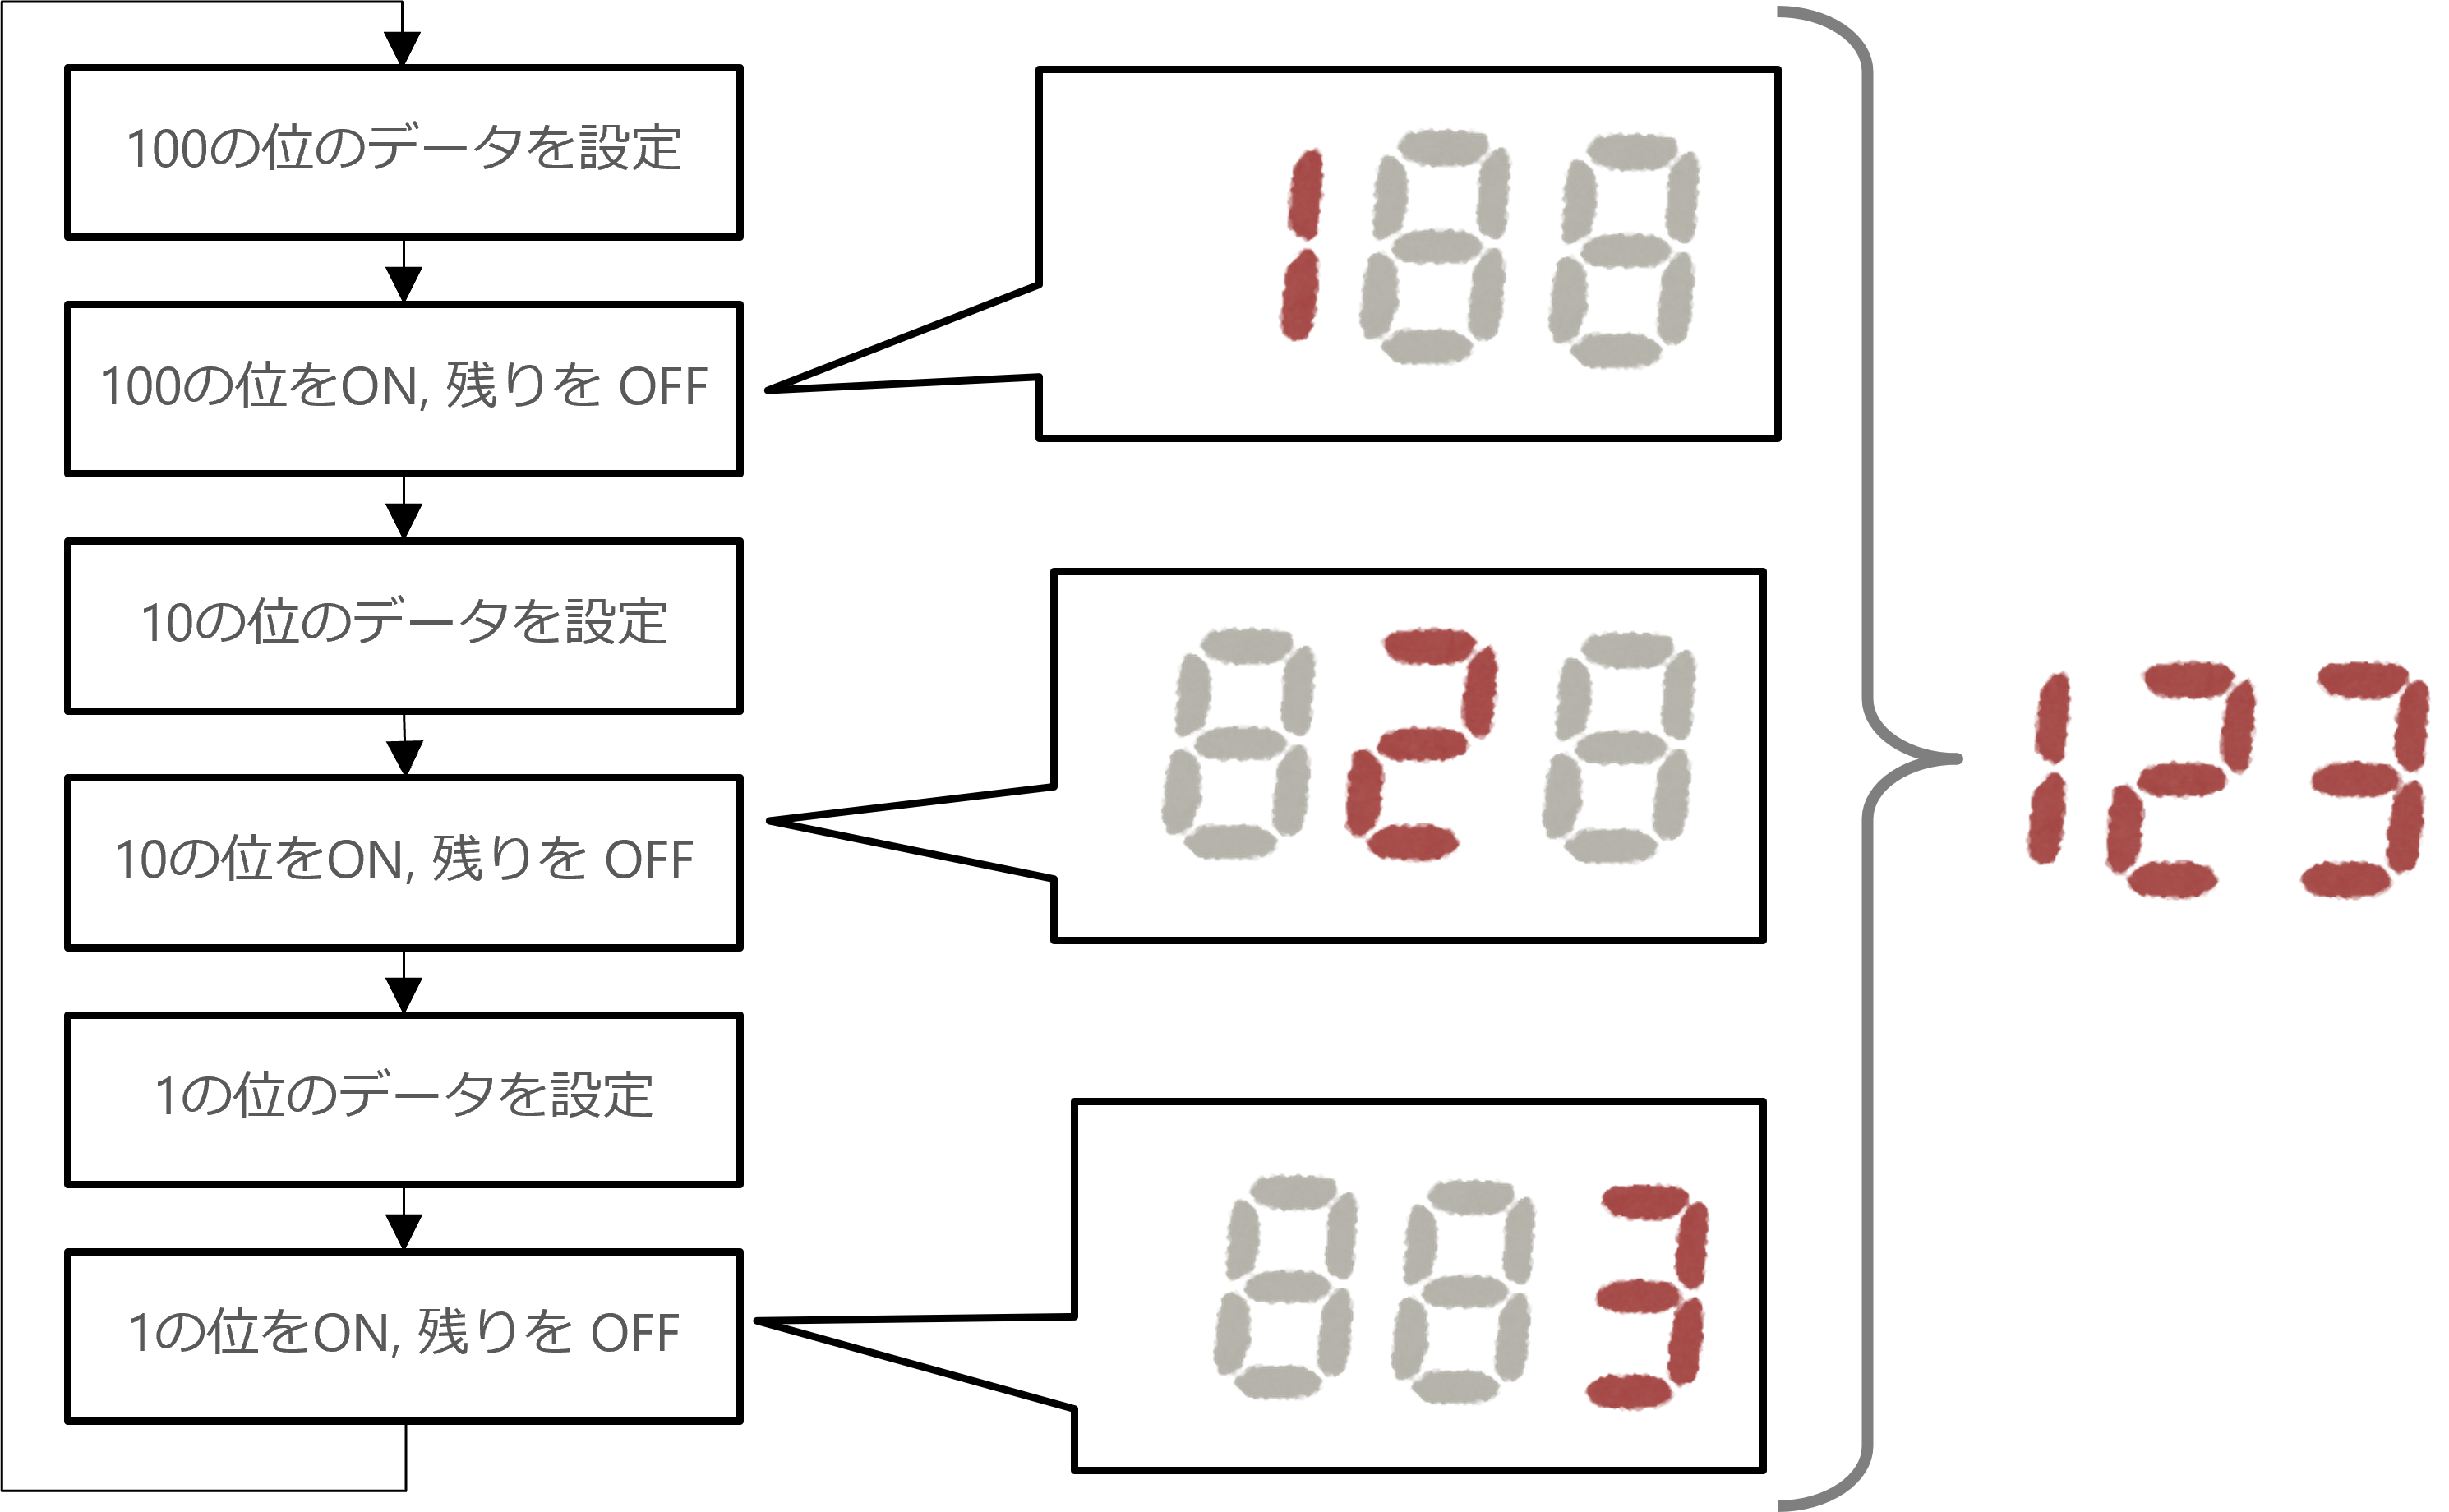 100の位のデータを設定
100の位をON, 残りを OFF
10の位のデータを設定
10の位をON, 残りを OFF
1の位のデータを設定
1の位をON, 残りを OFF
188
828
883
123